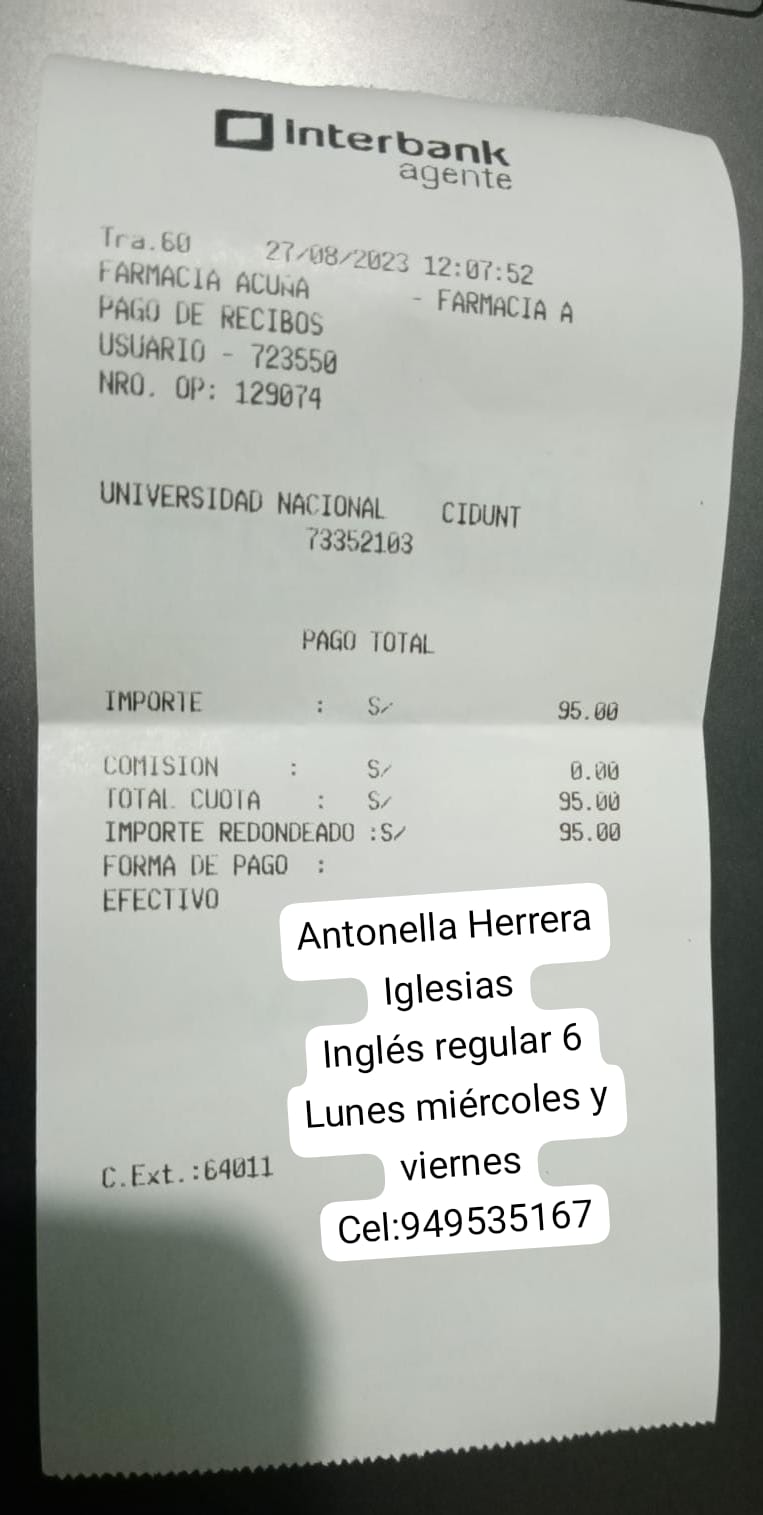 Interbank
agente
Tra.60 27/08/2023 12:07:52
FARMACIA ACUÑA - FARMACIA A
PAGO DE RECIBOS
USUARIO - 723550
NRO. OP: 129074
UNIVERSIDAD NACIONAL CIDUNT
73352103
PAGO TOTAL
IMPORTE : S/ 95.00
COMISION : S/ 0.00
TOTAL CUOTA : S/ 95.00
IMPORTE REDONDEADO :S/ 95.00
FORMA DE PAGO :
EFECTIVO
Antonella Herrera
Iglesias
Inglés regular 6
Lunes miércoles y
viernes
Cel:949535167
C.Ext.:64011